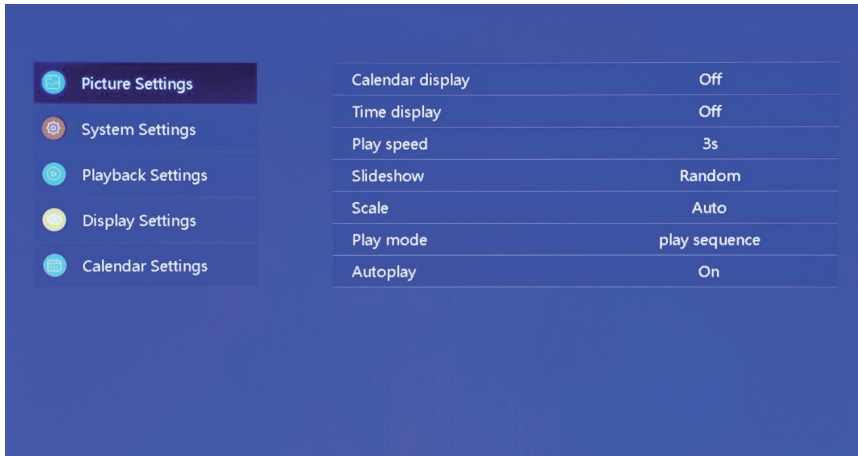 Picture Settings
System Settings
Playback Settings
Display Settings
Calendar Settings
Calendar display Off
Time display Off
Play speed 3s
Slideshow Random
Scale Auto
Play mode play sequence
Autoplay On